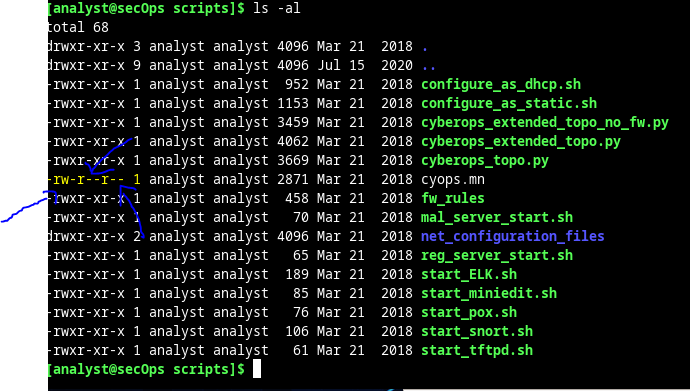 [analyst@secOps scripts]$ ls -al
total 68
drwxr-xr-x 3 analyst analyst 4096 Mar 21  2018 .
drwxr-xr-x 9 analyst analyst 4096 Jul 15  2020 ..
-rwxr-xr-x 1 analyst analyst  952 Mar 21  2018 configure_as_dhcp.sh
-rwxr-xr-x 1 analyst analyst 1153 Mar 21  2018 configure_as_static.sh
-rwxr-xr-x 1 analyst analyst 3459 Mar 21  2018 cyberops_extended_topo_no_fw.py
-rwxr-xr-x 1 analyst analyst 4062 Mar 21  2018 cyberops_extended_topo.py
-rwxr-xr-x 1 analyst analyst 3669 Mar 21  2018 cyberops_topo.py
-rw-r--r-- 1 analyst analyst 2871 Mar 21  2018 cyops.mn
-rwxr-xr-x 1 analyst analyst  458 Mar 21  2018 fw_rules
-rwxr-xr-x 1 analyst analyst   70 Mar 21  2018 mal_server_start.sh
drwxr-xr-x 2 analyst analyst 4096 Mar 21  2018 net_configuration_files
-rwxr-xr-x 1 analyst analyst   65 Mar 21  2018 reg_server_start.sh
-rwxr-xr-x 1 analyst analyst  189 Mar 21  2018 start_ELK.sh
-rwxr-xr-x 1 analyst analyst   85 Mar 21  2018 start_miniedit.sh
-rwxr-xr-x 1 analyst analyst   76 Mar 21  2018 start_pox.sh
-rwxr-xr-x 1 analyst analyst  106 Mar 21  2018 start_snort.sh
-rwxr-xr-x 1 analyst analyst   61 Mar 21  2018 start_tftpd.sh
[analyst@secOps scripts]$